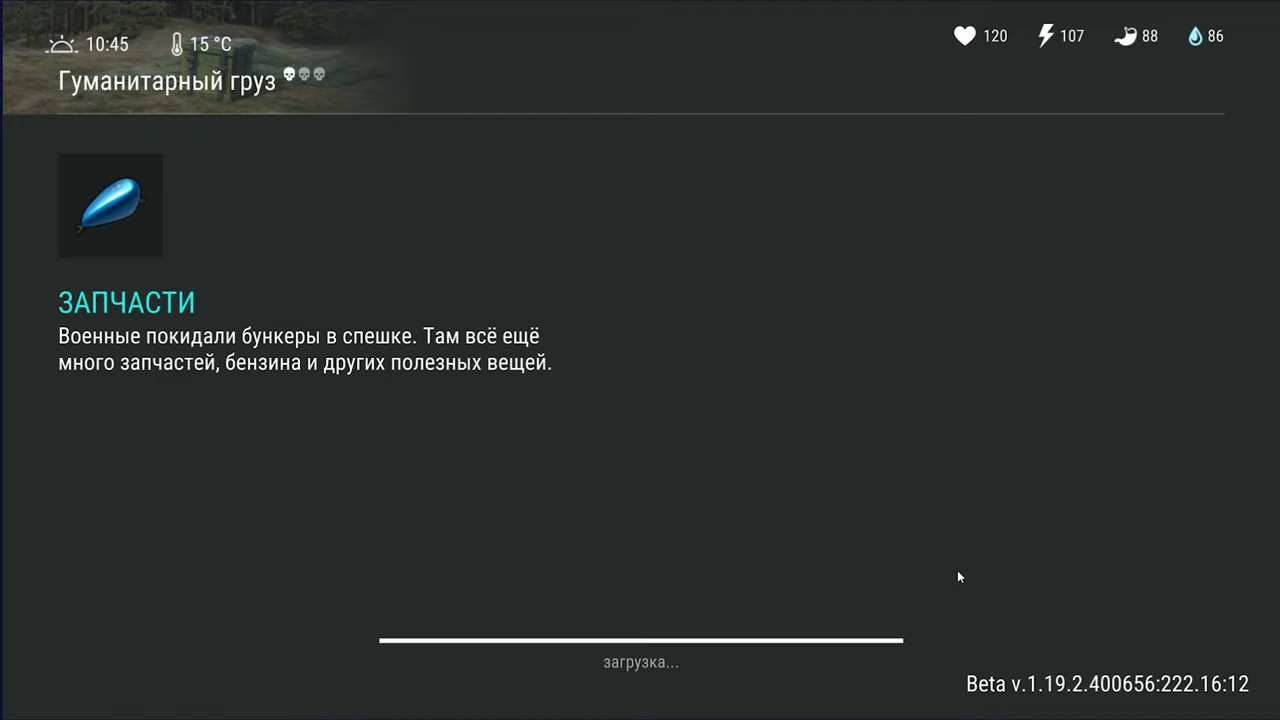 10:45 15 °C
120 107 88 86
Гуманитарный груз
ЗАПЧАСТИ
Военные покидали бункеры в спешке. Там всё ещё
много запчастей, бензина и других полезных вещей.
загрузка...
Beta v.1.19.2.400656:222.16:12